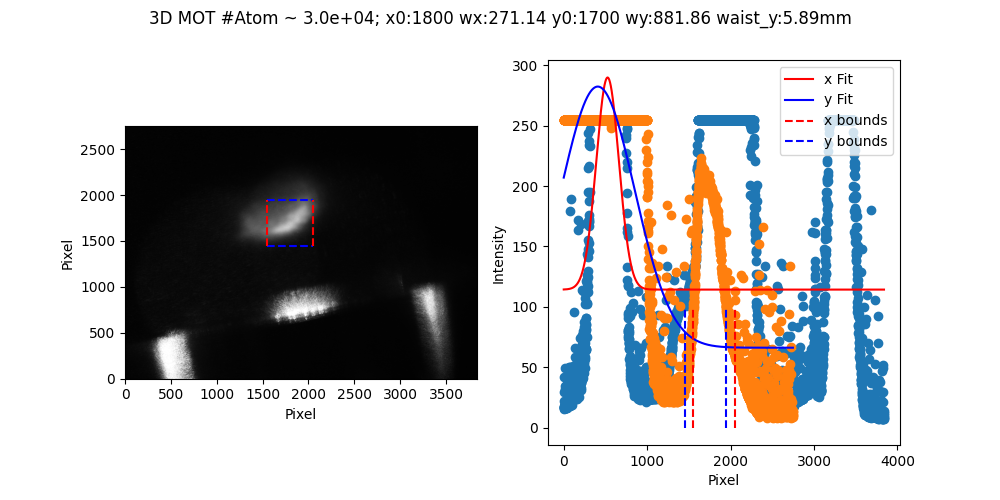 3D MOT #Atom ~ 3.0e+04; x0:1800 wx:271.14 y0:1700 wy:881.86 waist_y:5.89mm
Pixel
2500
2000
1500
1000
500
0
0 500 1000 1500 2000 2500 3000 3500
Pixel
Intensity
300
250
200
150
100
50
0
0 1000 2000 3000 4000
Pixel
x Fit
y Fit
x bounds
y bounds